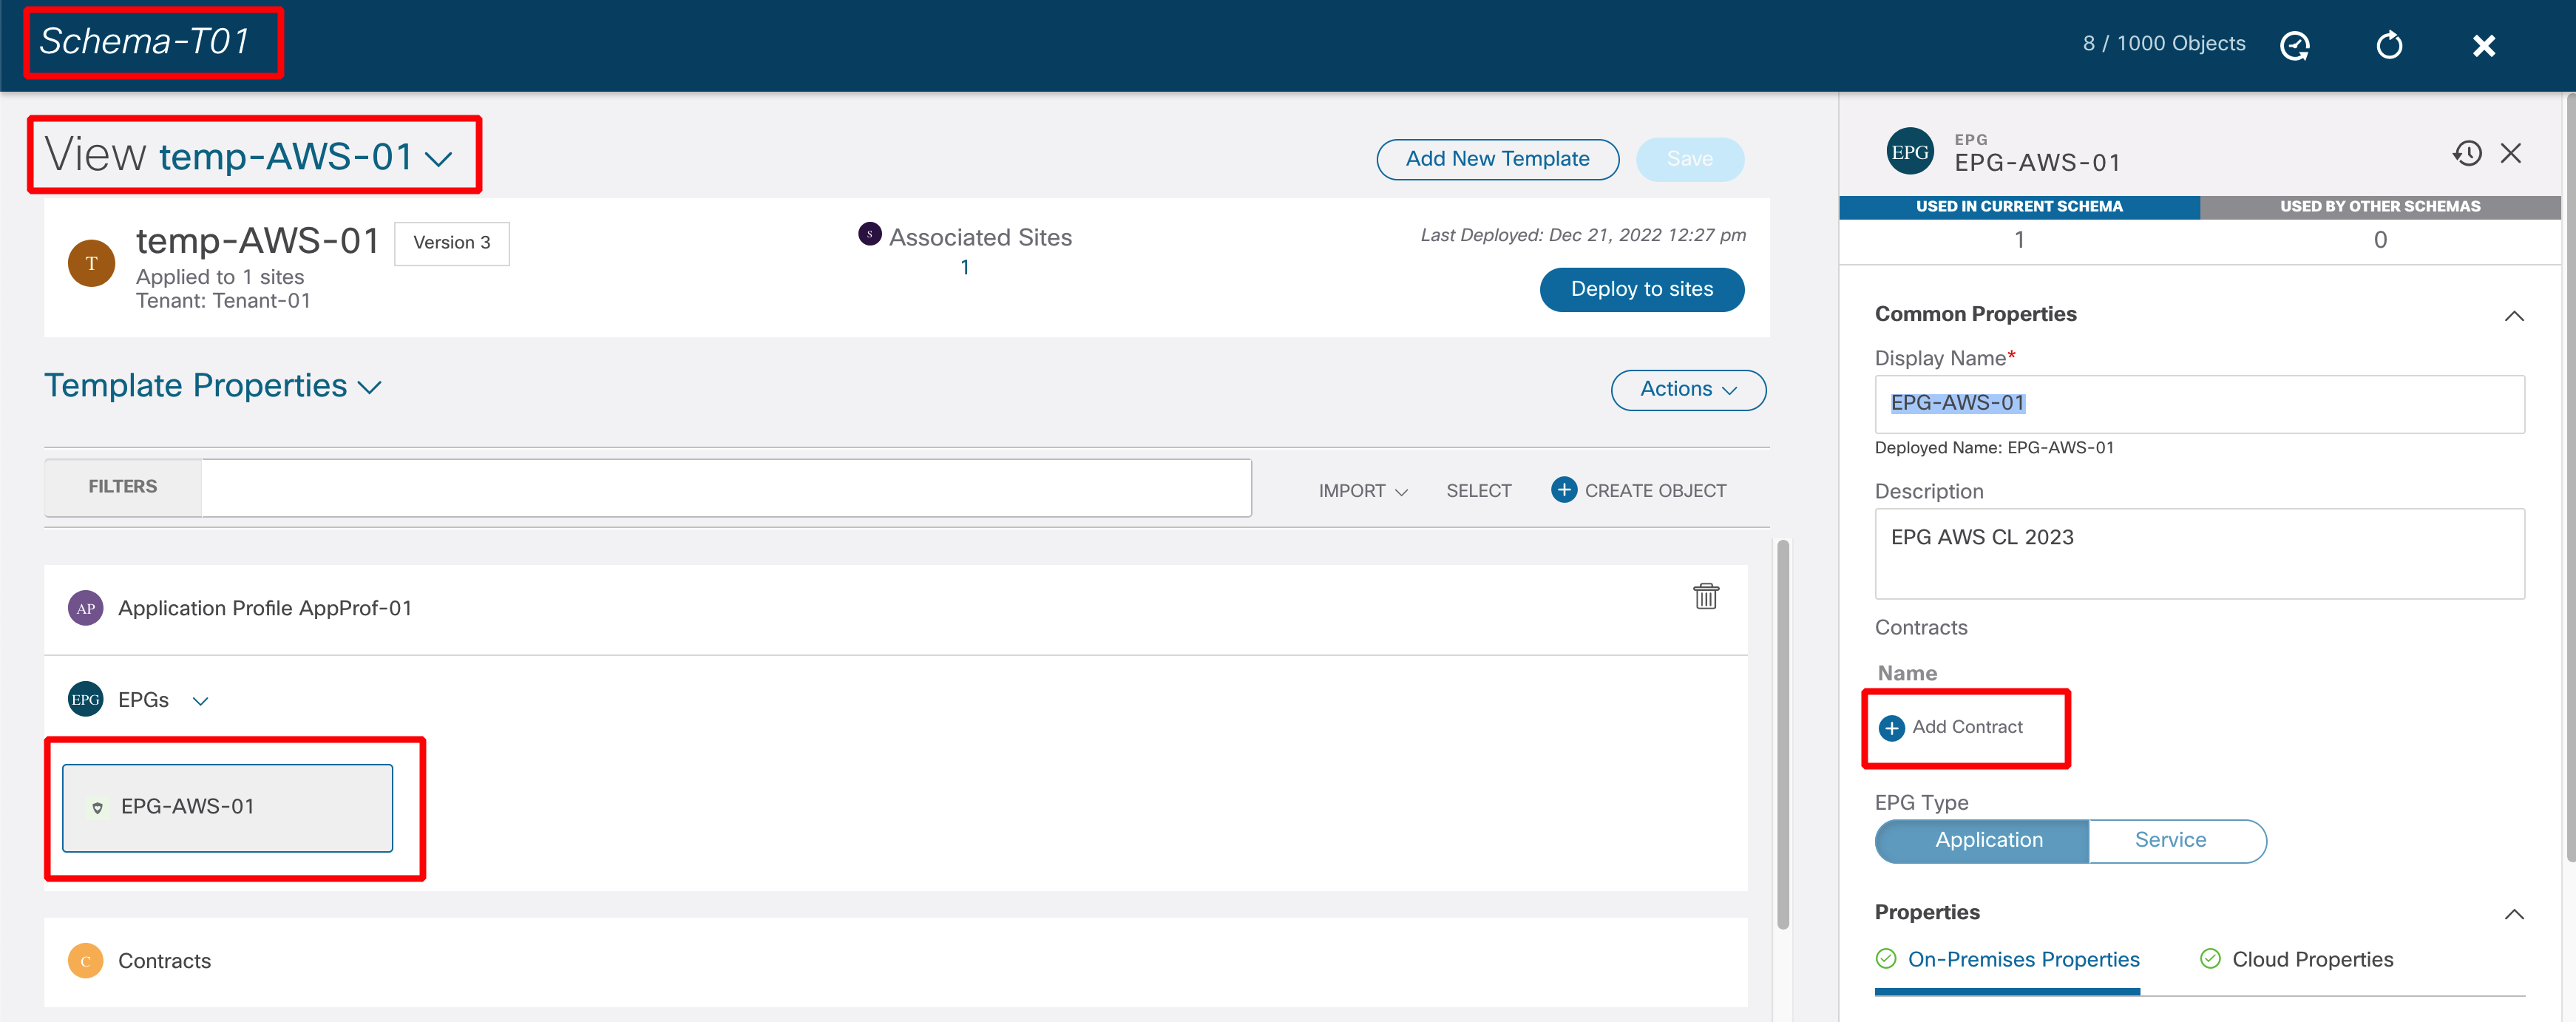 Schema-T01
8 / 1000 Objects
View temp-AWS-01
Add New Template
Save
T
temp-AWS-01
Version 3
Applied to 1 sites
Tenant: Tenant-01
S
Associated Sites
1
Last Deployed: Dec 21, 2022 12:27 pm
Deploy to sites
Template Properties
Actions
FILTERS
IMPORT
SELECT
CREATE OBJECT
AP
Application Profile AppProf-01
EPG
EPGs
EPG-AWS-01
C
Contracts
EPG
EPG
EPG-AWS-01
USED IN CURRENT SCHEMA
USED BY OTHER SCHEMAS
1
0
Common Properties
Display Name*
EPG-AWS-01
Deployed Name: EPG-AWS-01
Description
EPG AWS CL 2023
Contracts
Name
Add Contract
EPG Type
Application
Service
Properties
On-Premises Properties
Cloud Properties